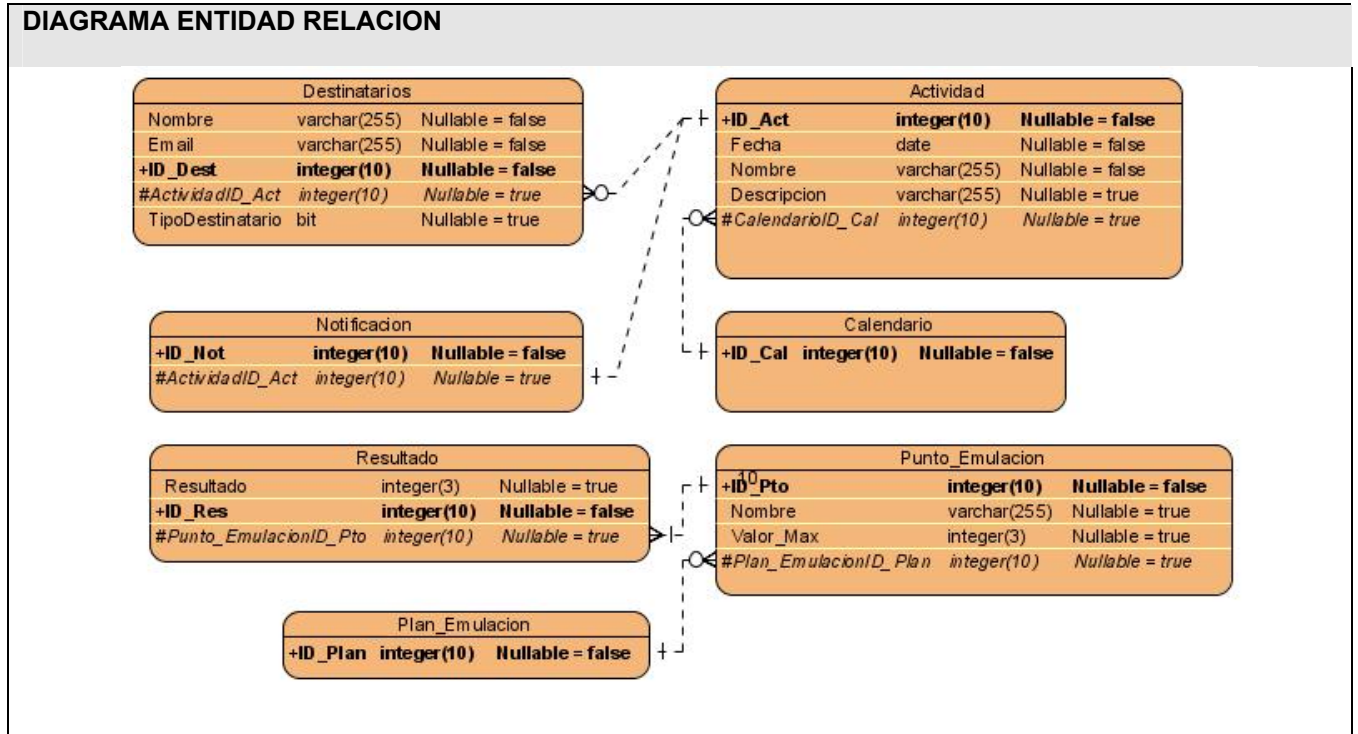 DIAGRAMA ENTIDAD RELACION
Destinatarios
Nombre varchar(255) Nullable = false
Email varchar(255) Nullable = false
+ID_Dest integer(10) Nullable = false
#ActividadID_Act integer(10) Nullable = true
TipoDestinatario bit Nullable = true
Actividad
+ID_Act integer(10) Nullable = false
Fecha date Nullable = false
Nombre varchar(255) Nullable = false
Descripcion varchar(255) Nullable = true
#CalendarioID_Cal integer(10) Nullable = true
Notificacion
+ID_Not integer(10) Nullable = false
#ActividadID_Act integer(10) Nullable = true
Calendario
+ID_Cal integer(10) Nullable = false
Resultado
Resultado integer(3) Nullable = true
+ID_Res integer(10) Nullable = false
#Punto_EmulacionID_Pto integer(10) Nullable = true
Punto_Emulacion
10
+ID_Pto integer(10) Nullable = false
Nombre varchar(255) Nullable = true
Valor_Max integer(3) Nullable = true
#Plan_EmulacionID_Plan integer(10) Nullable = true
Plan_Emulacion
+ID_Plan integer(10) Nullable = false